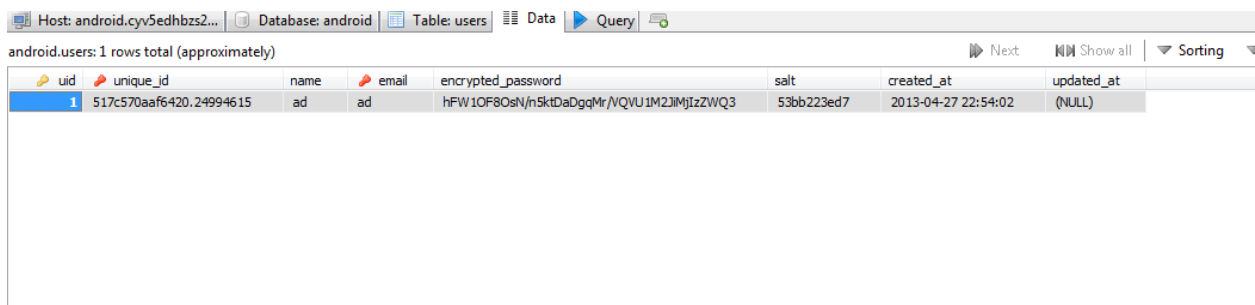 Host: android.cyv5edhbzs2... Database: android Table: users Data Query
android.users: 1 rows total (approximately) Next Show all Sorting
uid unique_id name email encrypted_password salt created_at updated_at
1 517c570aaf6420.24994615 ad ad hFW1OF8OsN/n5ktDaDgqMr/VQVU1M2JiMjIzZWQ3 53bb223ed7 2013-04-27 22:54:02 (NULL)